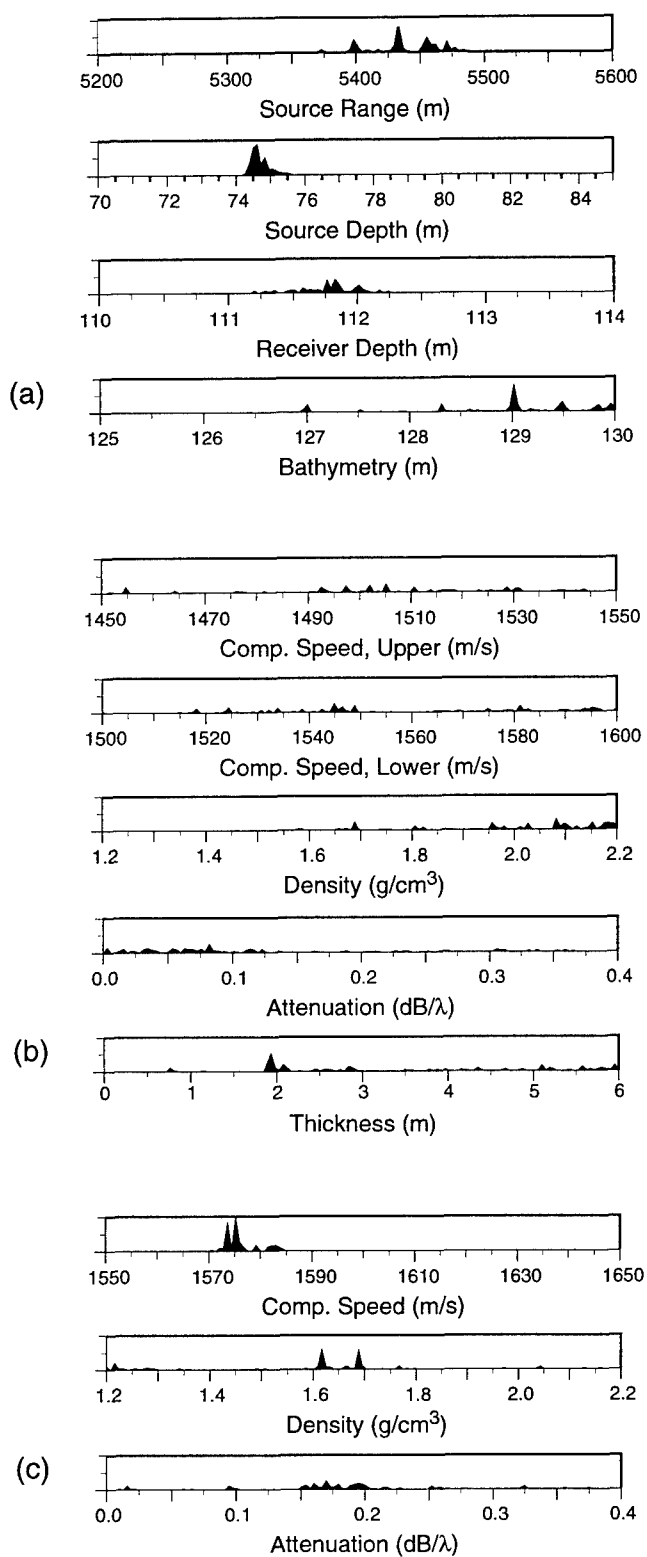 5200 5300 5400 5500 5600
Source Range (m)
70 72 74 76 78 80 82 84
Source Depth (m)
110 111 112 113 114
Receiver Depth (m)
(a)
125 126 127 128 129 130
Bathymetry (m)
1450 1470 1490 1510 1530 1550
Comp. Speed, Upper (m/s)
1500 1520 1540 1560 1580 1600
Comp. Speed, Lower (m/s)
1.2 1.4 1.6 1.8 2.0 2.2
Density (g/cm³)
0.0 0.1 0.2 0.3 0.4
Attenuation (dB/λ)
(b)
0 1 2 3 4 5 6
Thickness (m)
1550 1570 1590 1610 1630 1650
Comp. Speed (m/s)
1.2 1.4 1.6 1.8 2.0 2.2
Density (g/cm³)
(c)
0.0 0.1 0.2 0.3 0.4
Attenuation (dB/λ)